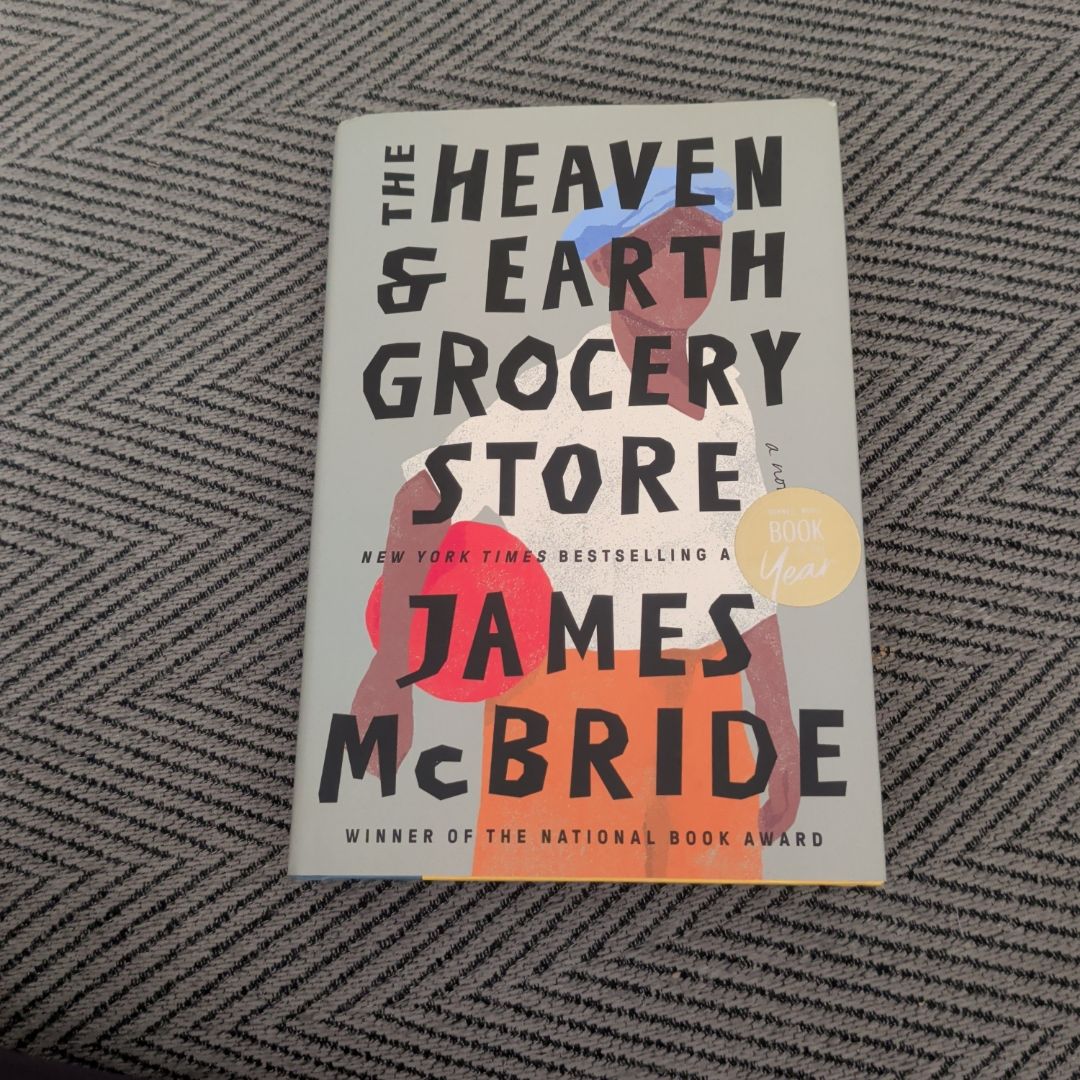 THE HEAVEN
& EARTH
GROCERY
STORE
a no
NEW YORK TIMES BESTSELLING A
BOOK
Year
JAMES
McBRIDE
WINNER OF THE NATIONAL BOOK AWARD